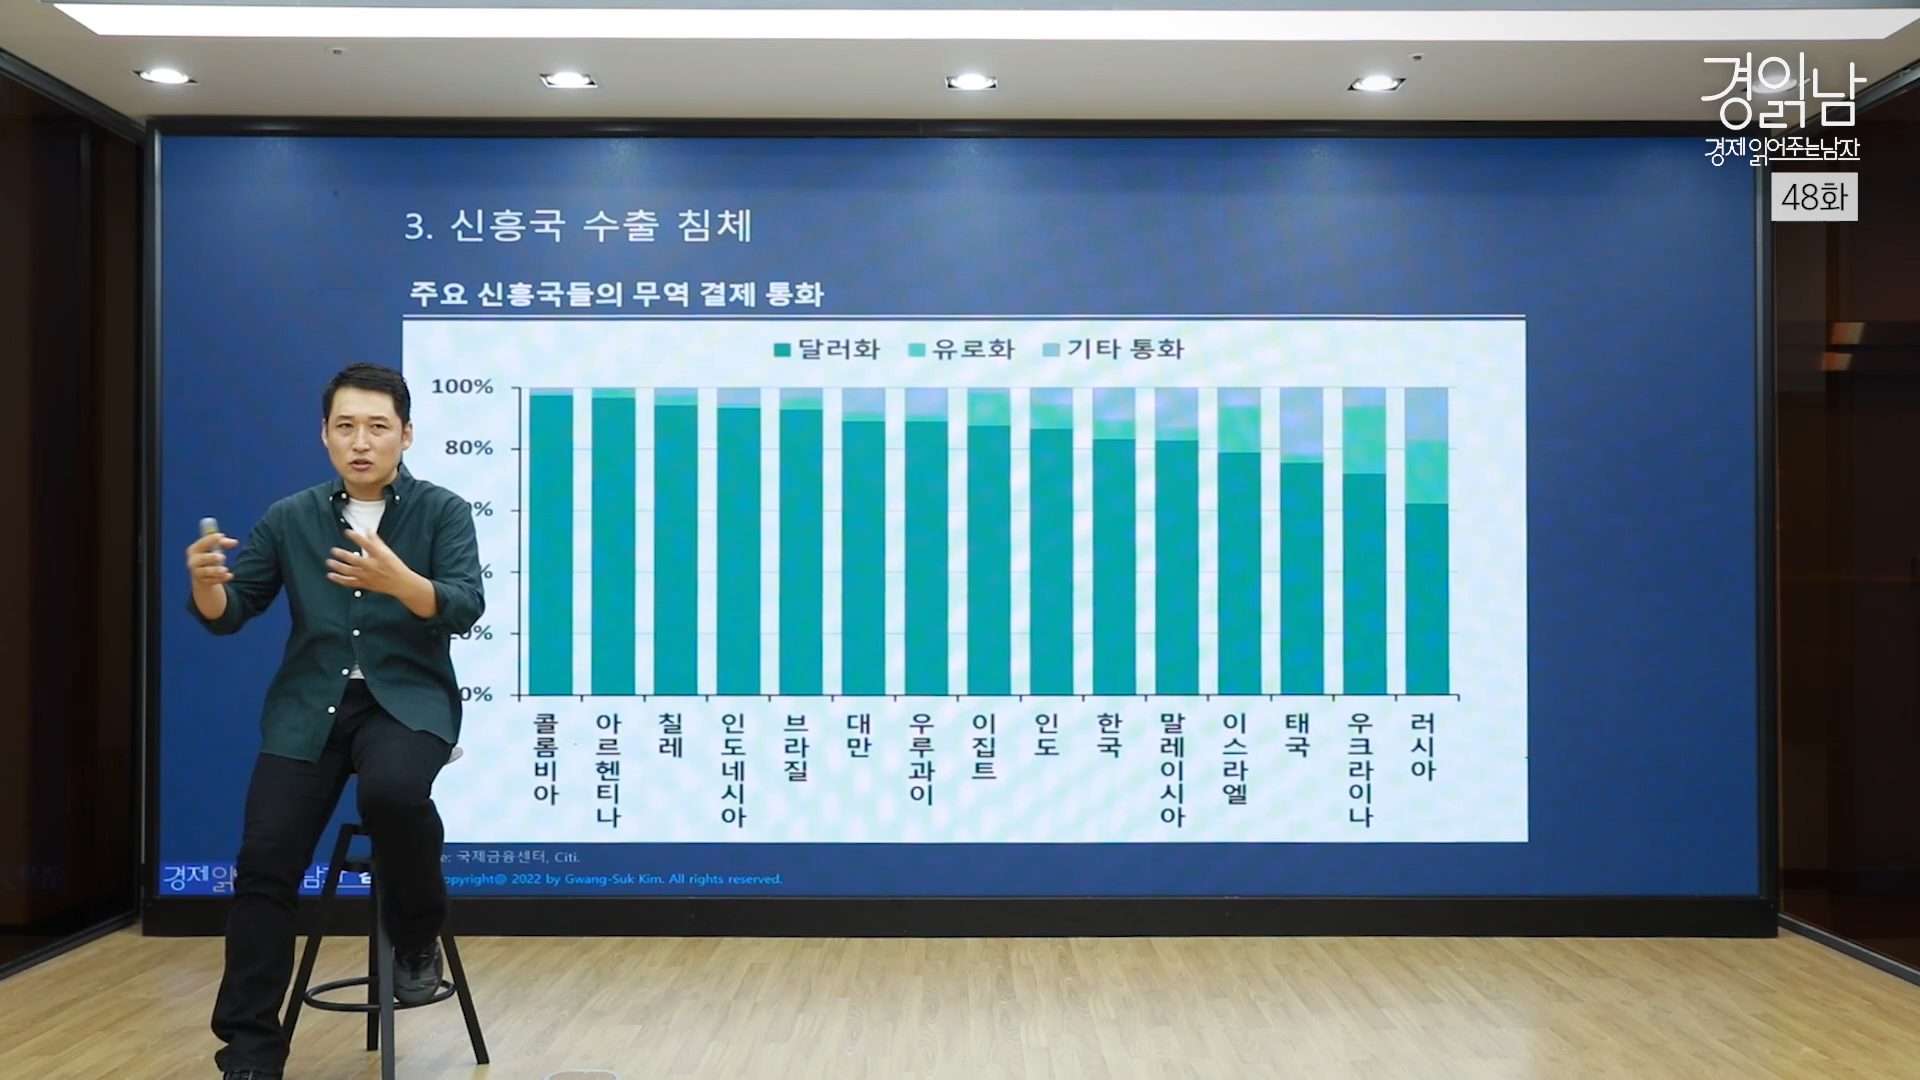 경읽남
경제 읽어주는남자
48화
3. 신흥국 수출 침체
주요 신흥국들의 무역 결제 통화
달러화 유로화 기타 통화
100%
80%
0%
콜롬비아 아르헨티나 칠레 인도네시아 브라질 대만 우루과이 이집트 인도 한국 말레이시아 이스라엘 태국 우크라이나 러시아
국제금융센터, Citi.
경제
opyright@ 2022 by Gwang-Suk Kim. All rights reserved.